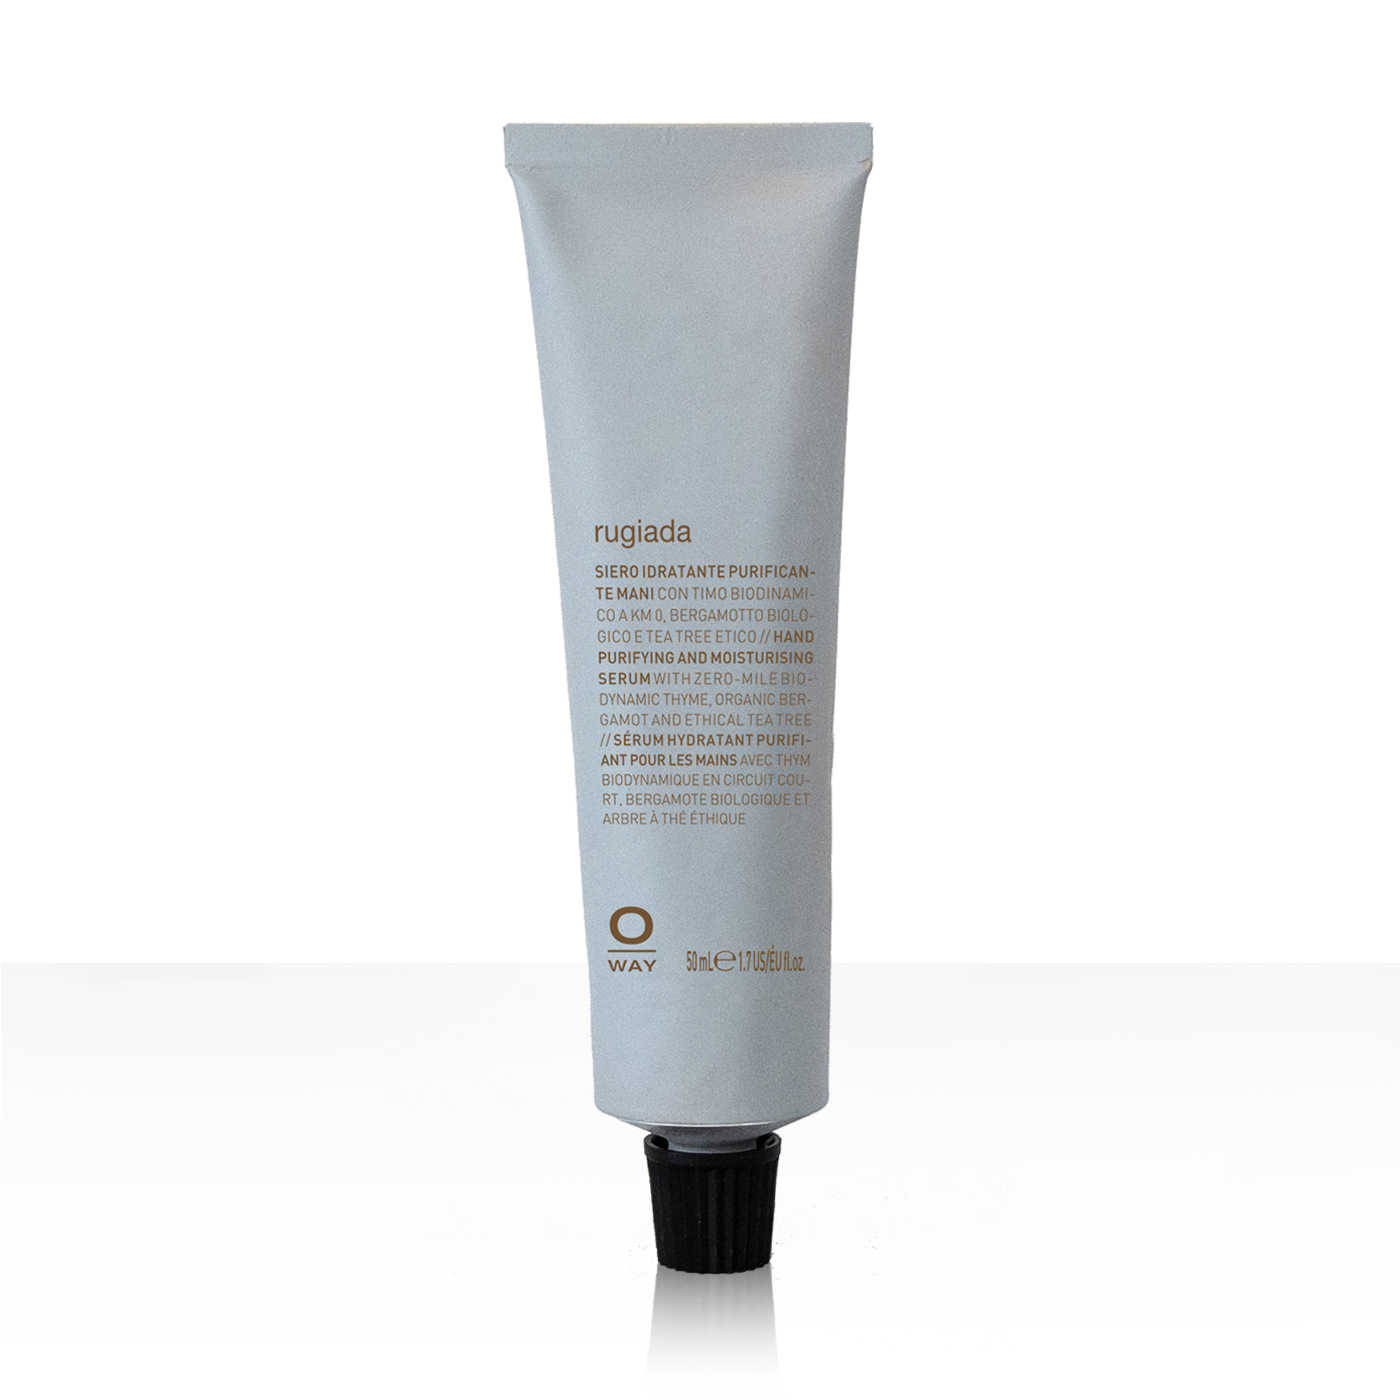 rugiada
SIERO IDRATANTE PURIFICAN-
TE MANI CON TIMO BIODINAMI-
CO A KM 0, BERGAMOTTO BIOLO-
GICO E TEA TREE ETICO // HAND
PURIFYING AND MOISTURISING
SERUM WITH ZERO-MILE BIO-
DYNAMIC THYME, ORGANIC BER-
GAMOT AND ETHICAL TEA TREE
// SÉRUM HYDRATANT PURIFI-
ANT POUR LES MAINS AVEC THYM
BIODYNAMIQUE EN CIRCUIT COU-
RT, BERGAMOTE BIOLOGIQUE ET
ARBRE À THÉ ÉTHIQUE
O
WAY
50 mL ℮ 1.7 US/ÉU fl.oz.